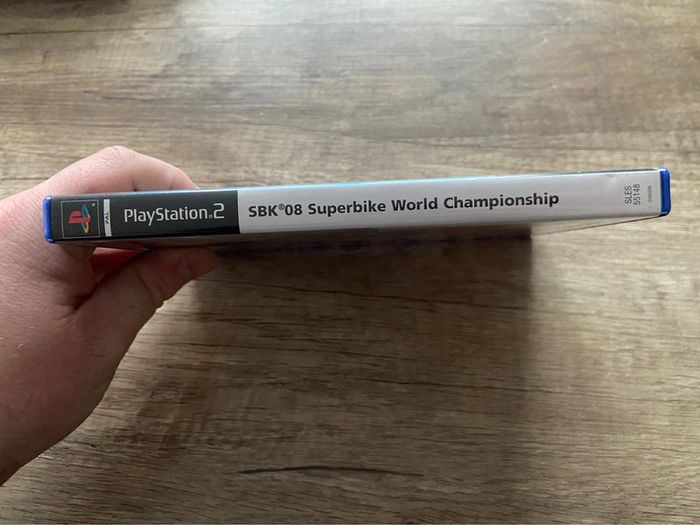 PAL
PlayStation®2
SBK®08 Superbike World Championship
SLES
55148